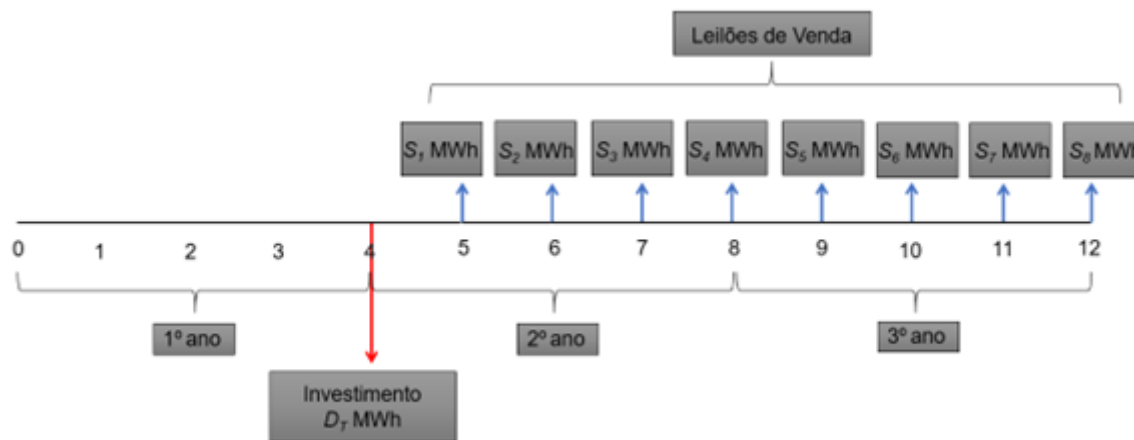 Leilões de Venda
S1 MWh S2 MWh S3 MWh S4 MWh S5 MWh S6 MWh S7 MWh S8 MWh
0 1 2 3 4 5 6 7 8 9 10 11 12
1º ano 2º ano 3º ano
Investimento
DT MWh